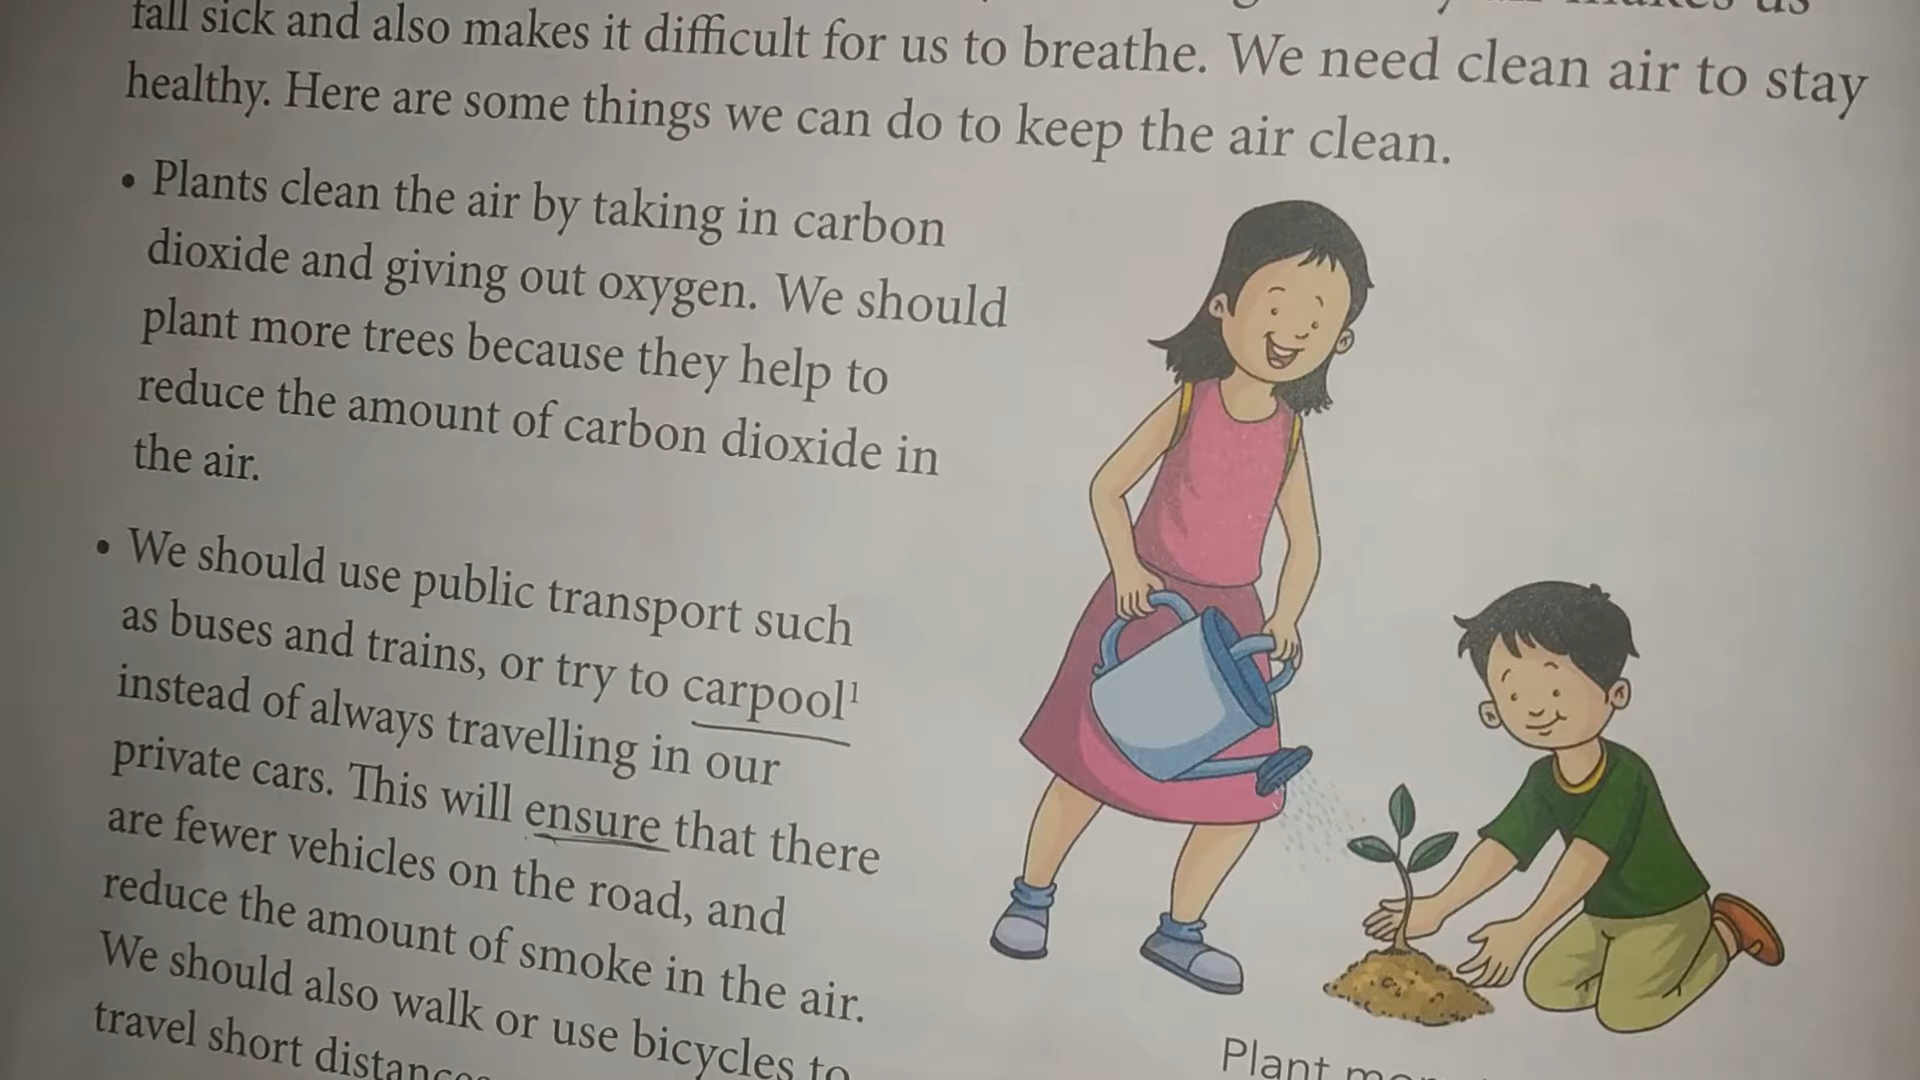 makes us
fall sick and also makes it difficult for us to breathe. We need clean air to stay
healthy. Here are some things we can do to keep the air clean.
• Plants clean the air by taking in carbon
dioxide and giving out oxygen. We should
plant more trees because they help to
reduce the amount of carbon dioxide in
the air.
• We should use public transport such
as buses and trains, or try to carpool¹
instead of always travelling in our
private cars. This will ensure that there
are fewer vehicles on the road, and
reduce the amount of smoke in the air.
We should also walk or use bicycles to
travel short
Plant